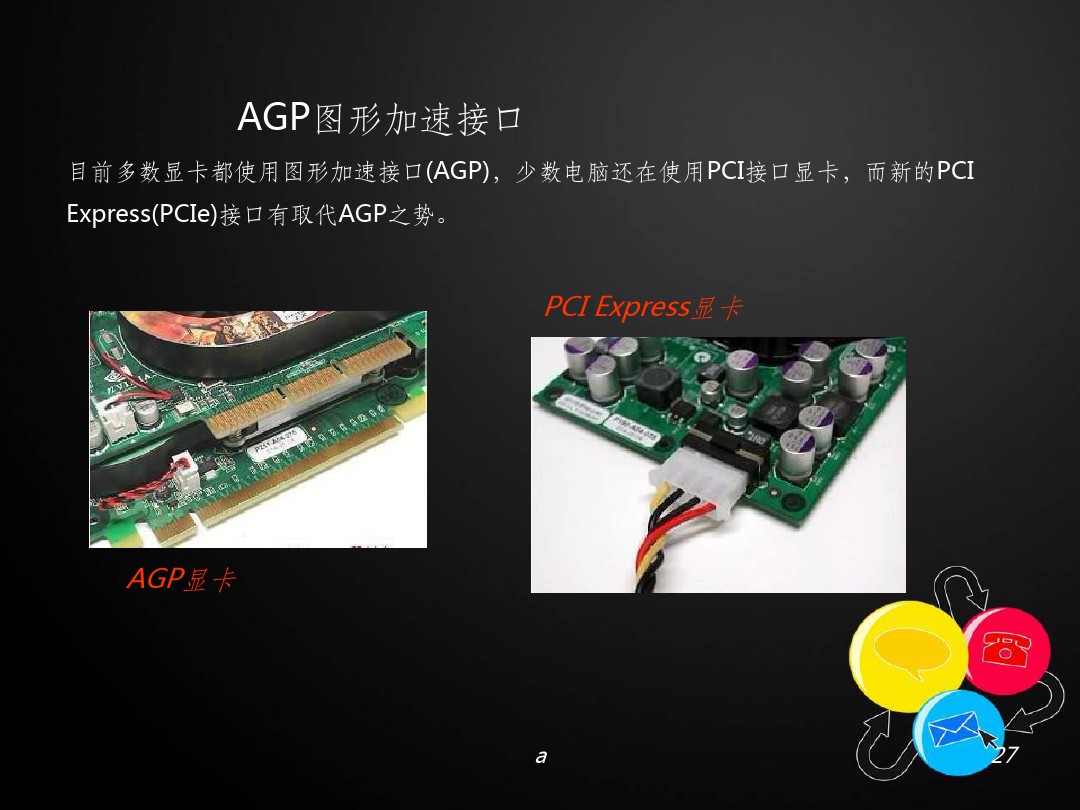 AGP图形加速接口
目前多数显卡都使用图形加速接口(AGP)，少数电脑还在使用PCI接口显卡，而新的PCI
Express(PCIe)接口有取代AGP之势。
PCI Express显卡
AGP显卡
a
27